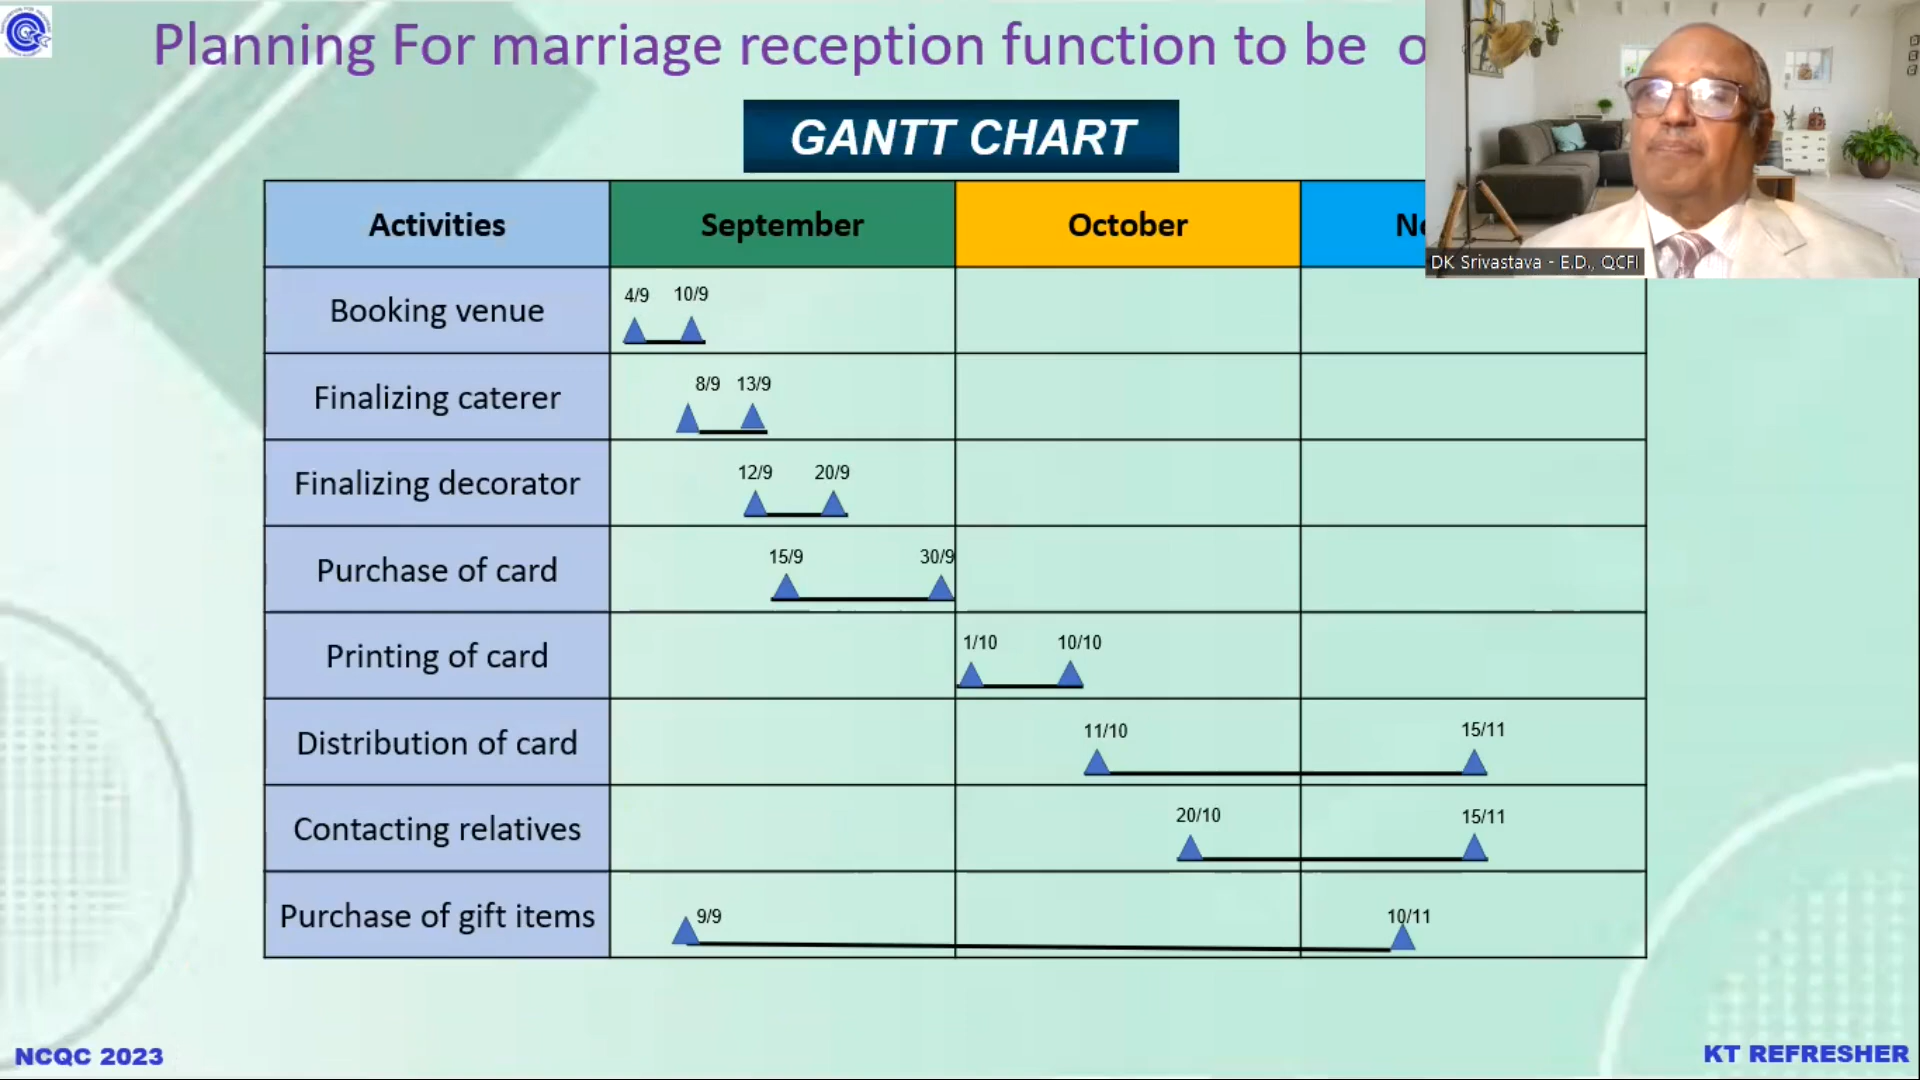 Planning For marriage reception function to be
GANTT CHART
Activities September October
DK Srivastava - E.D., QCFI
Booking venue 4/9 10/9
Finalizing caterer 8/9 13/9
Finalizing decorator 12/9 20/9
Purchase of card 15/9 30/9
Printing of card 1/10 10/10
Distribution of card 11/10 15/11
Contacting relatives 20/10 15/11
Purchase of gift items 9/9 10/11
NCQC 2023
KT REFRESHER